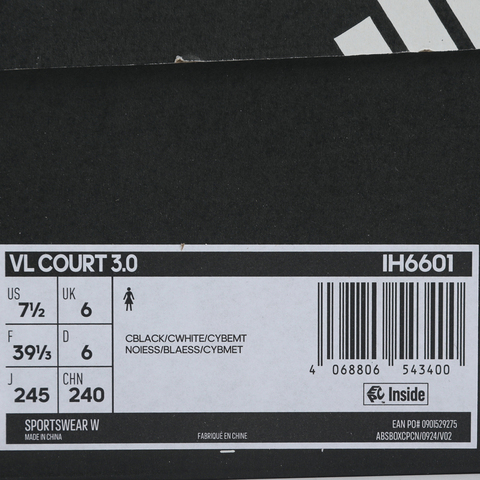 VL COURT 3.0 IH6601
US 7½ UK 6
F 39⅓ D 6
J 245 CHN 240
CBLACK/CWHITE/CYBEMT
NOIESS/BLAESS/CYBMET
4 068806 543400
Inside
SPORTSWEAR W EAN PO# 0901529275
MADE IN CHINA FABRIQUÉ EN CHINE ABSBOXCPCN/0924/V02